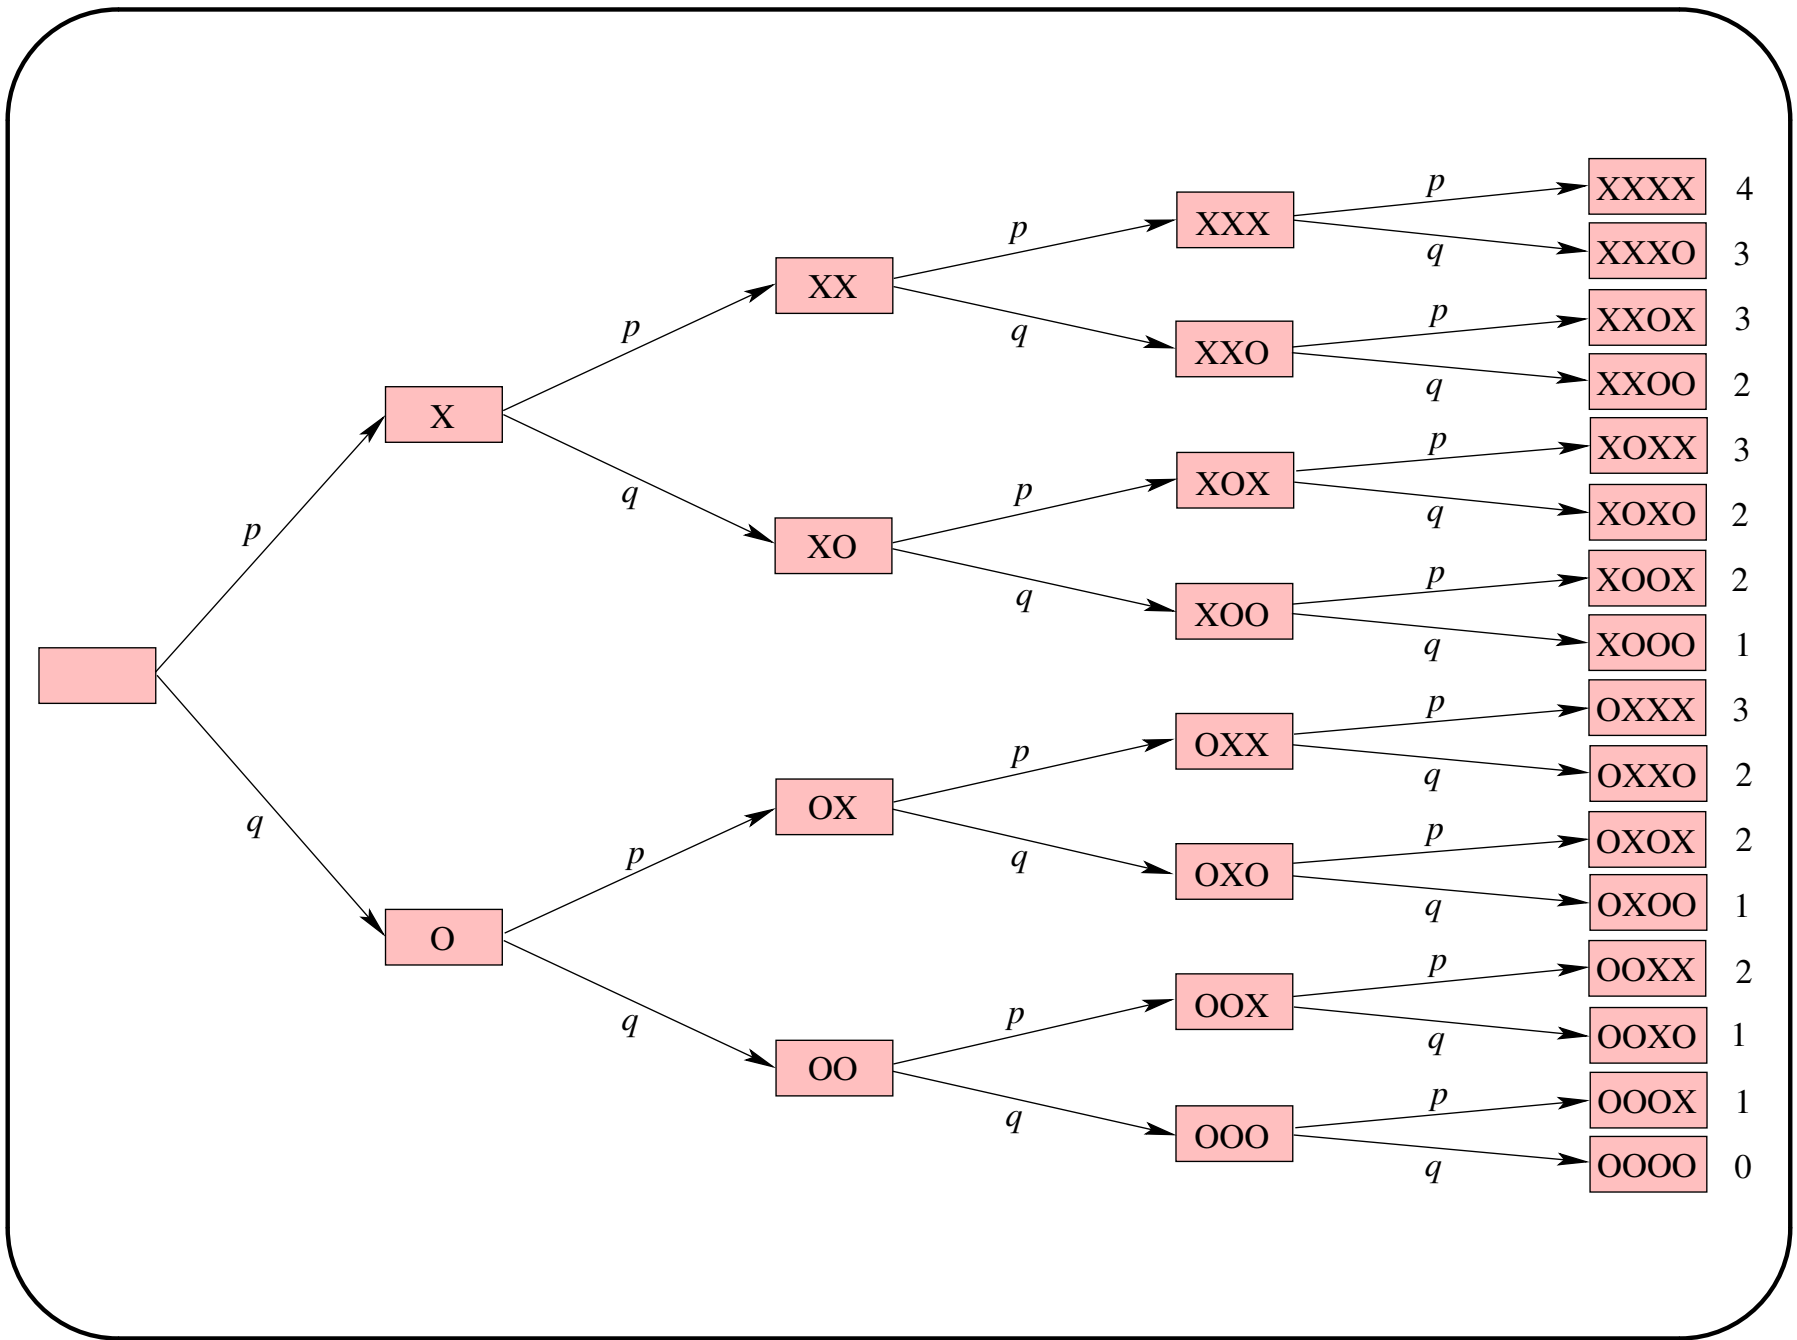 p
XXXX 4
p
XXX
q
XXXO 3
p
XX
p
XXOX 3
q
XXO
q
XXOO 2
p
X
q
p
XOXX 3
p
XOX
q
XOXO 2
XO
q
p
XOOX 2
XOO
q
XOOO 1
p
q
p
OXXX 3
p
OXX
q
OXXO 2
OX
p
q
p
OXOX 2
OXO
q
OXOO 1
O
q
p
OOXX 2
p
OOX
q
OOXO 1
OO
q
p
OOOX 1
OOO
q
OOOO 0